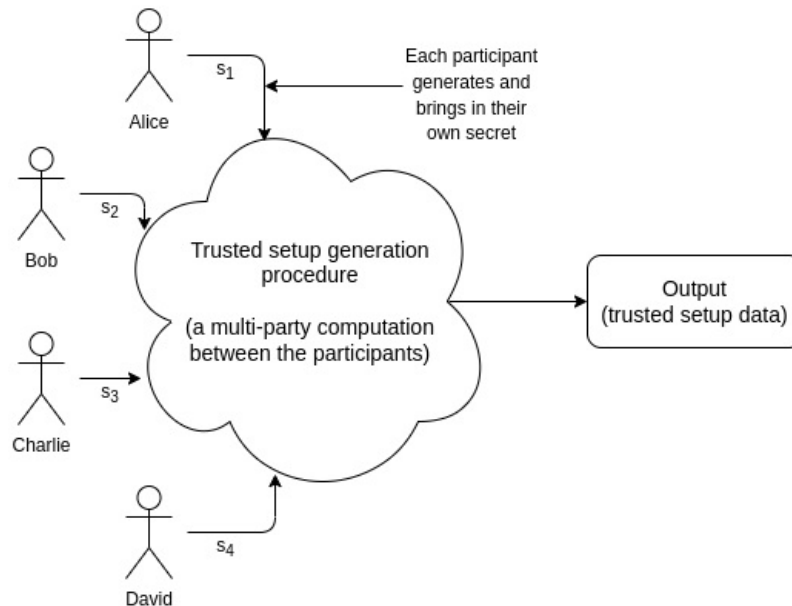 s₁
Each participant
generates and
brings in their
own secret
Alice
s₂
Bob
Trusted setup generation
procedure
(a multi-party computation
between the participants)
Output
(trusted setup data)
s₃
Charlie
s₄
David